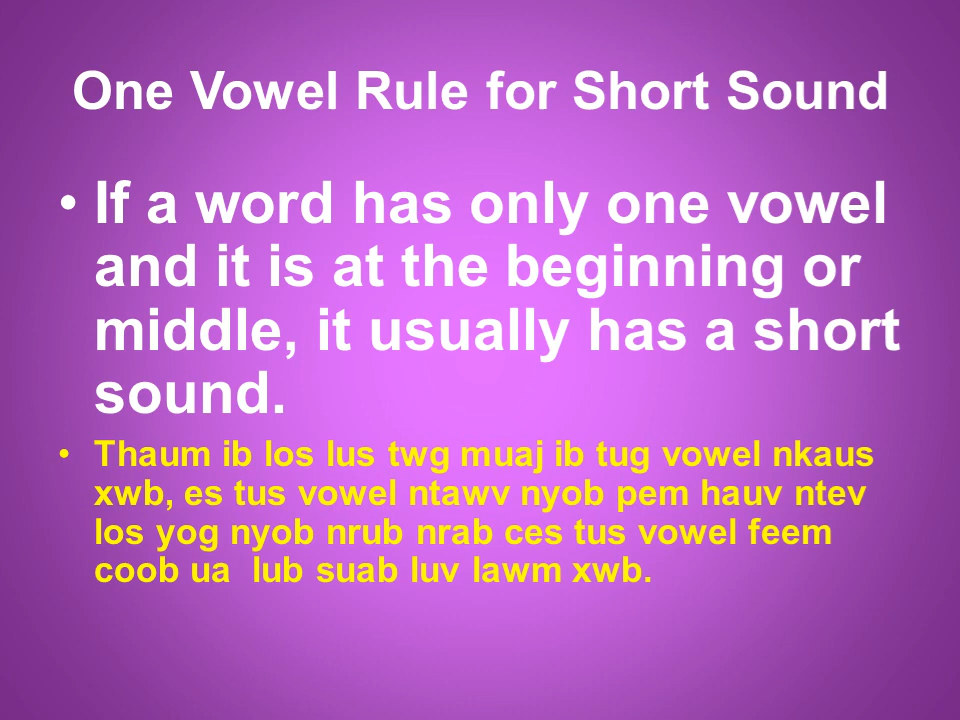 One Vowel Rule for Short Sound
• If a word has only one vowel
and it is at the beginning or
middle, it usually has a short
sound.
• Thaum ib los lus twg muaj ib tug vowel nkaus
xwb, es tus vowel ntawv nyob pem hauv ntev
los yog nyob nrub nrab ces tus vowel feem
coob ua  lub suab luv lawm xwb.